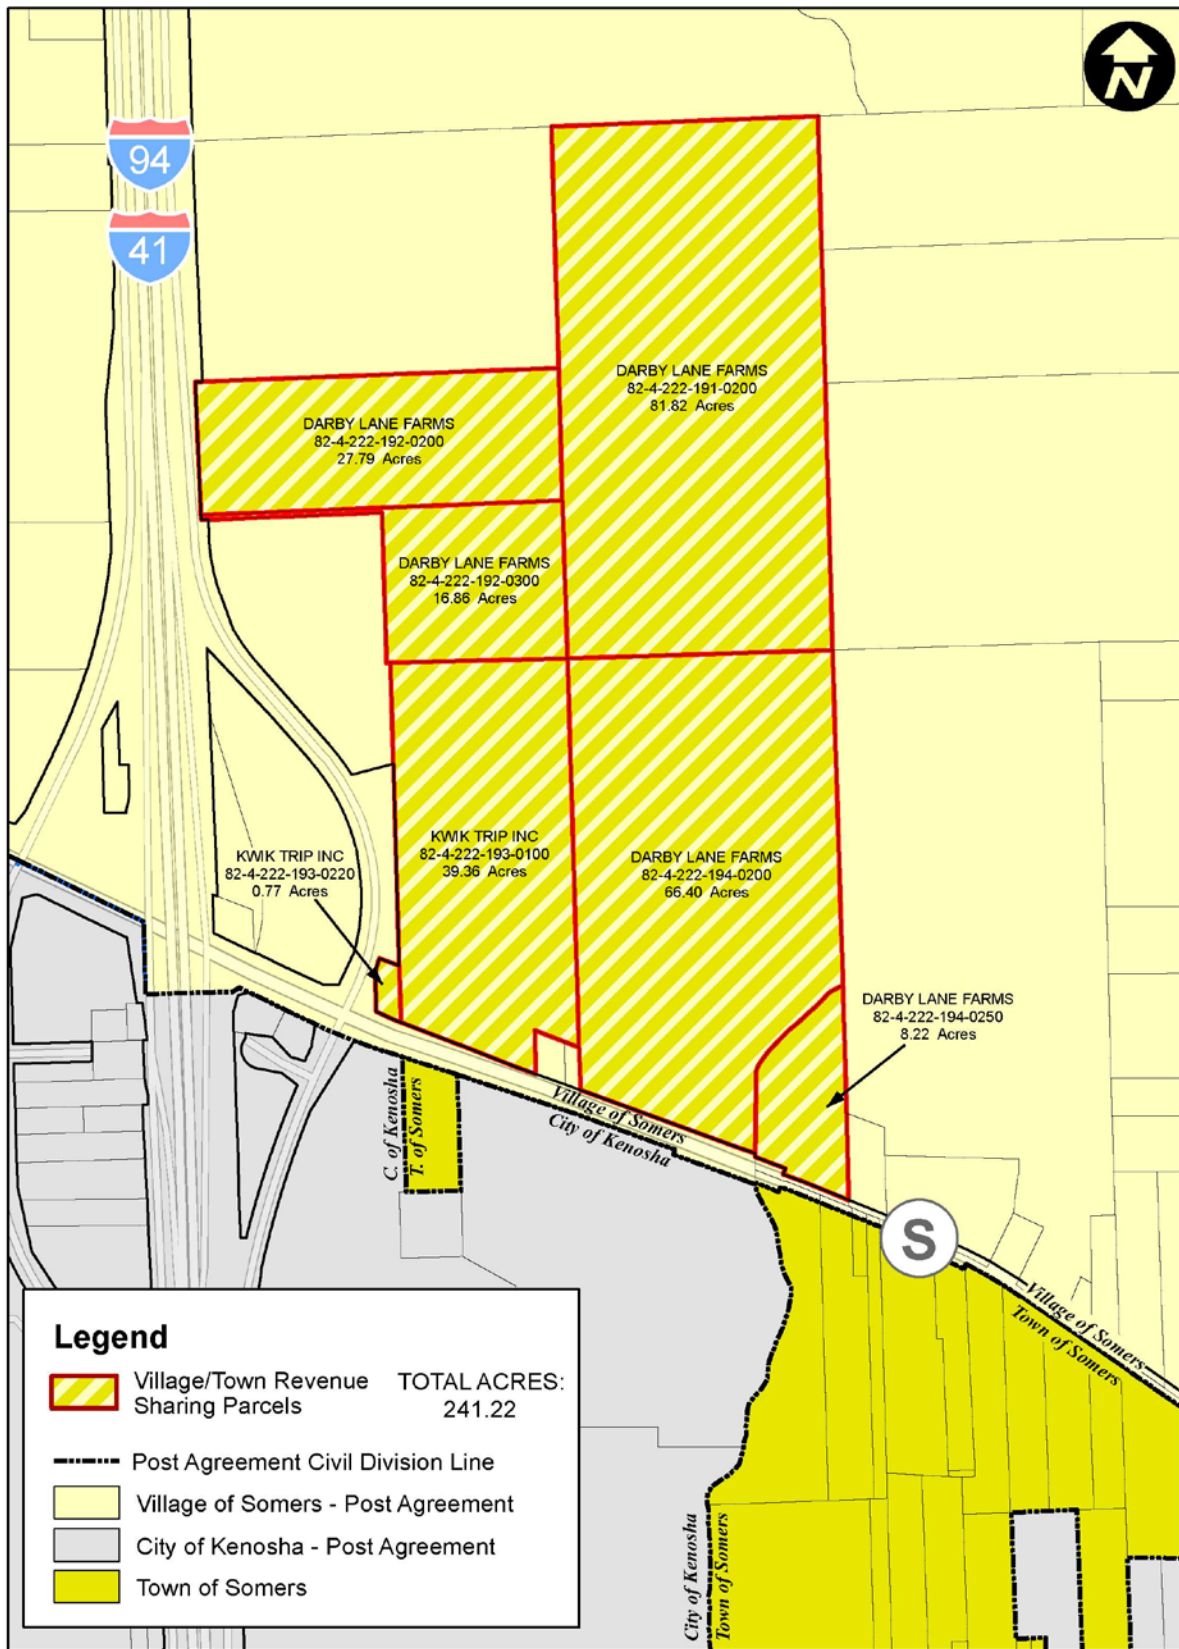 N
94
41
DARBY LANE FARMS
82-4-222-191-0200
81.82 Acres
DARBY LANE FARMS
82-4-222-192-0200
27.79 Acres
DARBY LANE FARMS
82-4-222-192-0300
16.86 Acres
KWIK TRIP INC
82-4-222-193-0220
0.77 Acres
KWIK TRIP INC
82-4-222-193-0100
39.36 Acres
DARBY LANE FARMS
82-4-222-194-0200
66.40 Acres
DARBY LANE FARMS
82-4-222-194-0250
8.22 Acres
C. of Kenosha
T. of Somers
Village of Somers
City of Kenosha
S
Village of Somers
Town of Somers
City of Kenosha
Town of Somers
Legend
Village/Town Revenue
Sharing Parcels
TOTAL ACRES:
241.22
Post Agreement Civil Division Line
Village of Somers - Post Agreement
City of Kenosha - Post Agreement
Town of Somers